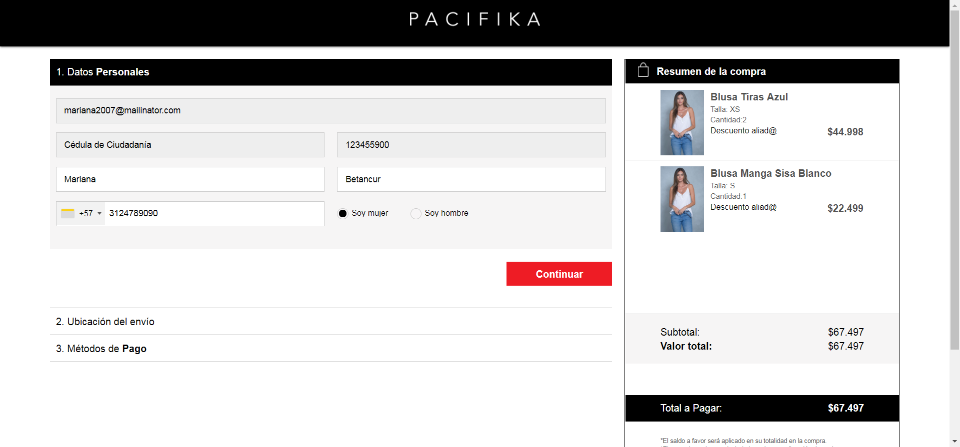 PACIFIKA
1. Datos Personales
mariana2007@mailinator.com
Cédula de Ciudadanía
123455900
Mariana
Betancur
+57
3124789090
Soy mujer
Soy hombre
Continuar
2. Ubicación del envío
3. Métodos de Pago
Resumen de la compra
Blusa Tiras Azul
Talla: XS
Cantidad:2
Descuento aliad@
$44.998
Blusa Manga Sisa Blanco
Talla: S
Cantidad:1
Descuento aliad@
$22.499
Subtotal:
$67.497
Valor total:
$67.497
Total a Pagar:
$67.497
*El saldo a favor será aplicado en su totalidad en la compra.